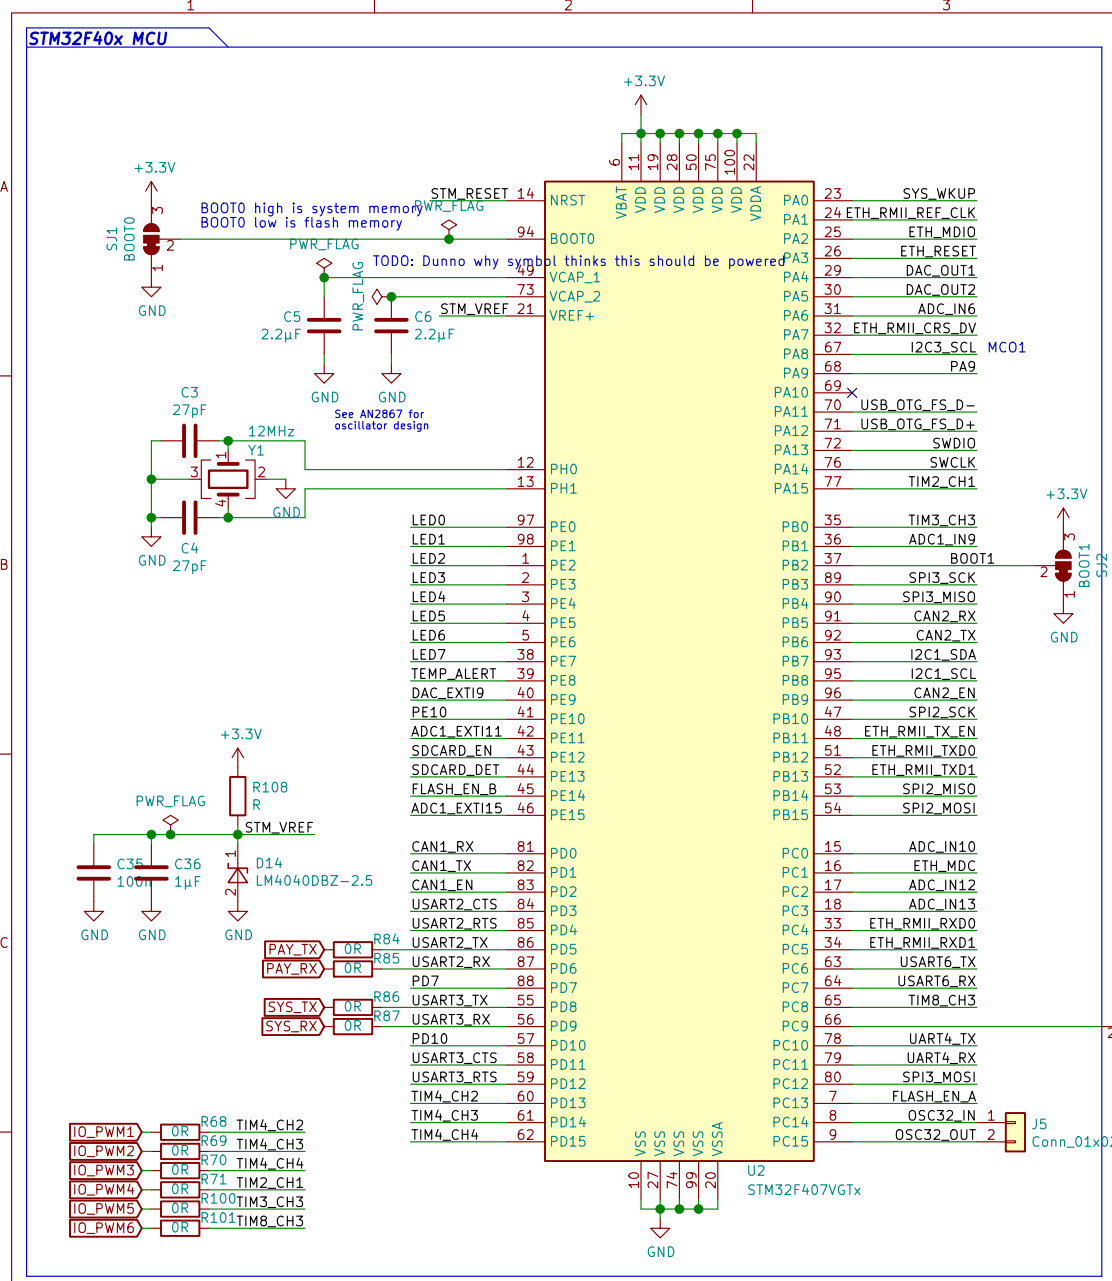 1 2 3
STM32F40x MCU
A
B
C
+3.3V
6 11 19 28 50 75 100 22
VBAT VDD VDD VDD VDD VDD VDD VDDA
+3.3V
3
SJ1
BOOT0
2
1
GND
BOOT0 high is system memory
BOOT0 low is flash memory
PWR_FLAG
STM_RESET 14 NRST
94 BOOT0
PWR_FLAG
TODO: Dunno why symbol thinks this should be powered
49 VCAP_1
PWR_FLAG
73 VCAP_2
STM_VREF 21 VREF+
C5
2.2µF
C6
2.2µF
GND
GND
See AN2867 for
oscillator design
C3
27pF
12MHz
Y1
1
3
2
4
GND
GND
C4
27pF
12 PH0
13 PH1
LED0 97 PE0
LED1 98 PE1
LED2 1 PE2
LED3 2 PE3
LED4 3 PE4
LED5 4 PE5
LED6 5 PE6
LED7 38 PE7
TEMP_ALERT 39 PE8
DAC_EXTI9 40 PE9
PE10 41 PE10
ADC1_EXTI11 42 PE11
SDCARD_EN 43 PE12
SDCARD_DET 44 PE13
FLASH_EN_B 45 PE14
ADC1_EXTI15 46 PE15
CAN1_RX 81 PD0
CAN1_TX 82 PD1
CAN1_EN 83 PD2
USART2_CTS 84 PD3
USART2_RTS 85 PD4
PAY_TX 0R R84 USART2_TX 86 PD5
PAY_RX 0R R85 USART2_RX 87 PD6
PD7 88 PD7
SYS_TX 0R R86 USART3_TX 55 PD8
SYS_RX 0R R87 USART3_RX 56 PD9
PD10 57 PD10
USART3_CTS 58 PD11
USART3_RTS 59 PD12
TIM4_CH2 60 PD13
TIM4_CH3 61 PD14
TIM4_CH4 62 PD15
+3.3V
R108
R
PWR_FLAG
STM_VREF
C35
100n
C36
1µF
1
2
D14
LM4040DBZ-2.5
GND
GND
GND
IO_PWM1 0R R68 TIM4_CH2
IO_PWM2 0R R69 TIM4_CH3
IO_PWM3 0R R70 TIM4_CH4
IO_PWM4 0R R71 TIM2_CH1
IO_PWM5 0R R100 TIM3_CH3
IO_PWM6 0R R101 TIM8_CH3
PA0 23 SYS_WKUP
PA1 24 ETH_RMII_REF_CLK
PA2 25 ETH_MDIO
PA3 26 ETH_RESET
PA4 29 DAC_OUT1
PA5 30 DAC_OUT2
PA6 31 ADC_IN6
PA7 32 ETH_RMII_CRS_DV
PA8 67 I2C3_SCL MCO1
PA9 68 PA9
PA10 69
PA11 70 USB_OTG_FS_D-
PA12 71 USB_OTG_FS_D+
PA13 72 SWDIO
PA14 76 SWCLK
PA15 77 TIM2_CH1
PB0 35 TIM3_CH3
PB1 36 ADC1_IN9
PB2 37 BOOT1
PB3 89 SPI3_SCK
PB4 90 SPI3_MISO
PB5 91 CAN2_RX
PB6 92 CAN2_TX
PB7 93 I2C1_SDA
PB8 95 I2C1_SCL
PB9 96 CAN2_EN
PB10 47 SPI2_SCK
PB11 48 ETH_RMII_TX_EN
PB12 51 ETH_RMII_TXD0
PB13 52 ETH_RMII_TXD1
PB14 53 SPI2_MISO
PB15 54 SPI2_MOSI
+3.3V
3
2
1
BOOT1
SJ2
GND
PC0 15 ADC_IN10
PC1 16 ETH_MDC
PC2 17 ADC_IN12
PC3 18 ADC_IN13
PC4 33 ETH_RMII_RXD0
PC5 34 ETH_RMII_RXD1
PC6 63 USART6_TX
PC7 64 USART6_RX
PC8 65 TIM8_CH3
PC9 66
2
PC10 78 UART4_TX
PC11 79 UART4_RX
PC12 80 SPI3_MOSI
PC13 7 FLASH_EN_A
PC14 8 OSC32_IN 1
PC15 9 OSC32_OUT 2
J5
VSS VSS VSS VSS VSSA
10 27 74 99 20
U2
STM32F407VGTx
GND